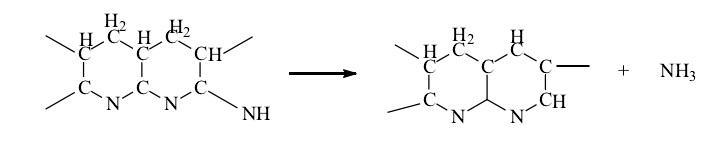 H₂ H₂
H H CH
C C
C N C N C
NH
H₂ H
H C C
C C C + NH₃
C N N CH